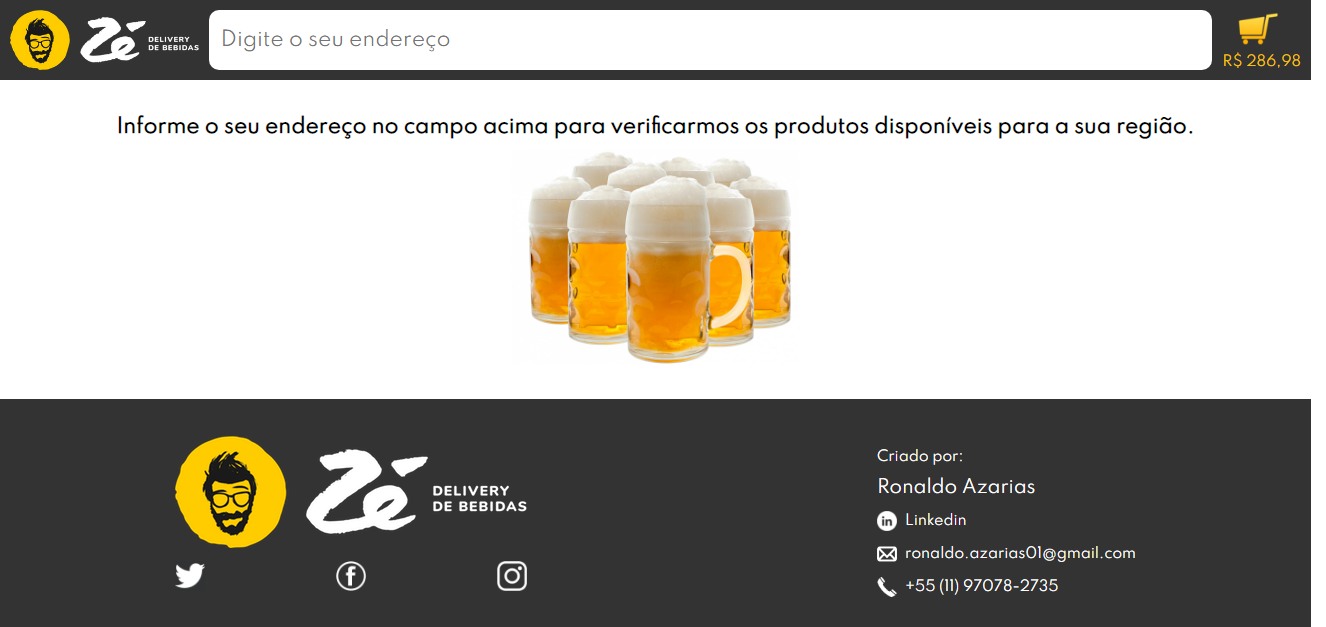 Zé
DELIVERY
DE BEBIDAS
Digite o seu endereço
R$ 286,98
Informe o seu endereço no campo acima para verificarmos os produtos disponíveis para a sua região.
Zé
DELIVERY
DE BEBIDAS
Criado por:
Ronaldo Azarias
in Linkedin
ronaldo.azarias01@gmail.com
+55 (11) 97078-2735